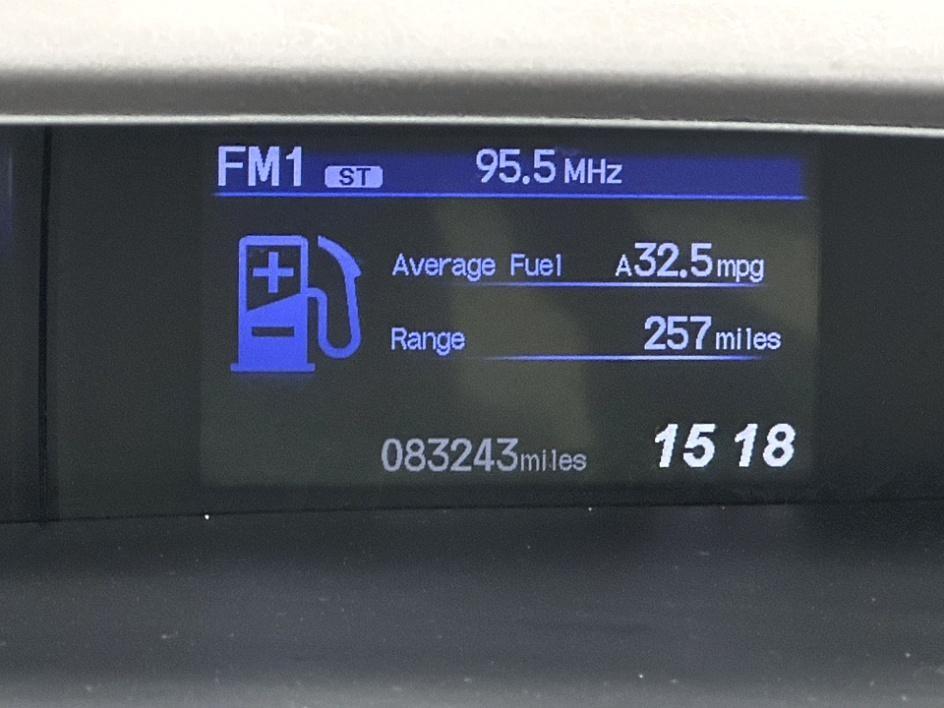 FM1 ST 95.5 MHz
Average Fuel A32.5mpg
Range 257miles
083243miles 15 18